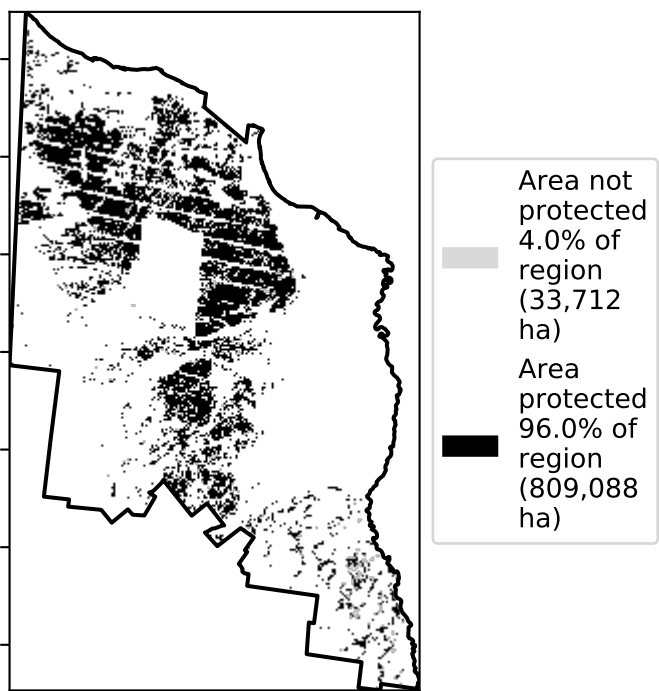 Area not
protected
4.0% of
region
(33,712
ha)
Area
protected
96.0% of
region
(809,088
ha)